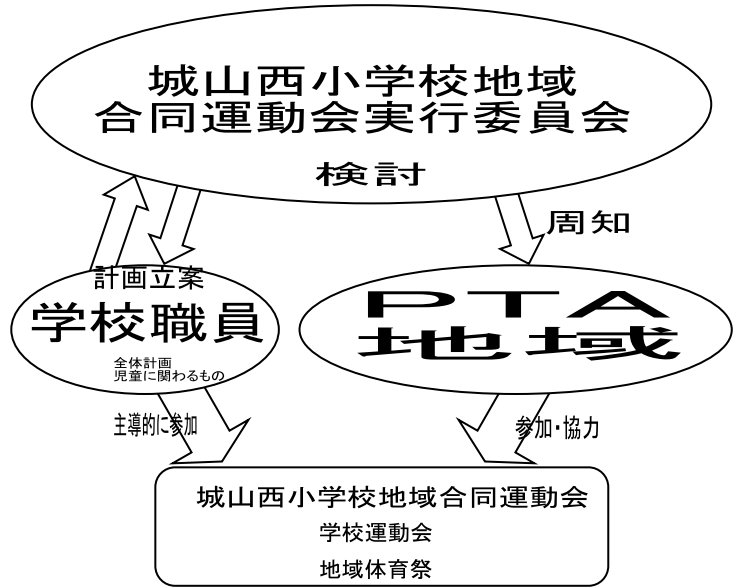 城山西小学校地域
合同運動会実行委員会
検討
周知
計画立案
学校職員
全体計画
児童に関わるもの
PTA
地域
主導的に参加
参加・協力
城山西小学校地域合同運動会
学校運動会
地域体育祭